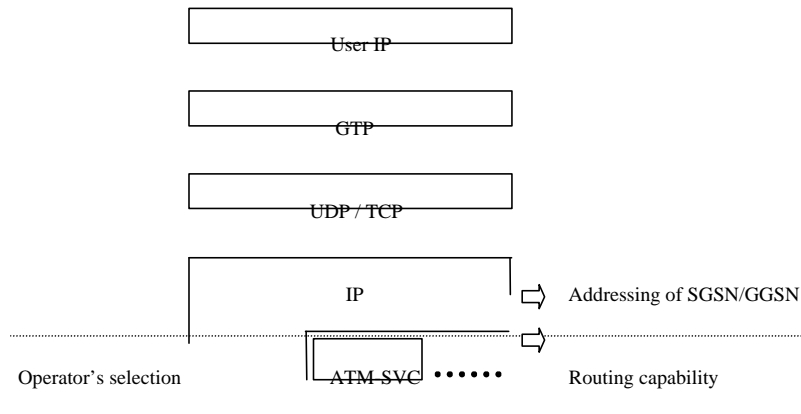 User IP
GTP
UDP / TCP
IP
Addressing of SGSN/GGSN
Operator’s selection
ATM-SVC ••••••
Routing capability